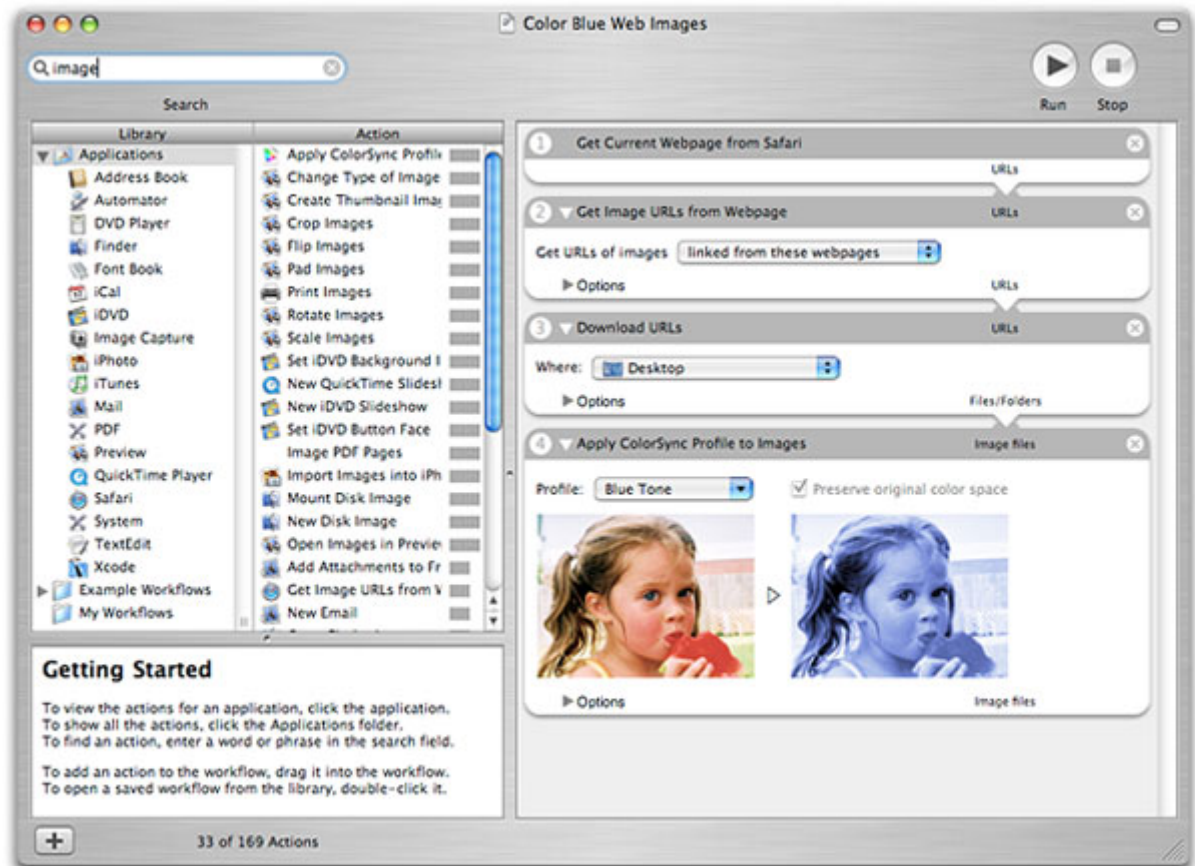 Color Blue Web Images
image
Search
Run
Stop
Library
Applications
Address Book
Automator
DVD Player
Finder
Font Book
iCal
iDVD
Image Capture
iPhoto
iTunes
Mail
PDF
Preview
QuickTime Player
Safari
System
TextEdit
Xcode
Example Workflows
My Workflows
Action
Apply ColorSync Profile
Change Type of Image
Create Thumbnail Imag
Crop Images
Flip Images
Pad Images
Print Images
Rotate Images
Scale Images
Set iDVD Background I
New QuickTime Slidesh
New iDVD Slideshow
Set iDVD Button Face
Image PDF Pages
Import Images into iPh
Mount Disk Image
New Disk Image
Open Images in Preview
Add Attachments to Fr
Get Image URLs from W
New Email
1 Get Current Webpage from Safari
URLs
2 Get Image URLs from Webpage URLs
Get URLs of images linked from these webpages
Options URLs
3 Download URLs URLs
Where: Desktop
Options Files/Folders
4 Apply ColorSync Profile to Images Image files
Profile: Blue Tone Preserve original color space
Options Image files
Getting Started
To view the actions for an application, click the application.
To show all the actions, click the Applications folder.
To find an action, enter a word or phrase in the search field.
To add an action to the workflow, drag it into the workflow.
To open a saved workflow from the library, double-click it.
33 of 169 Actions